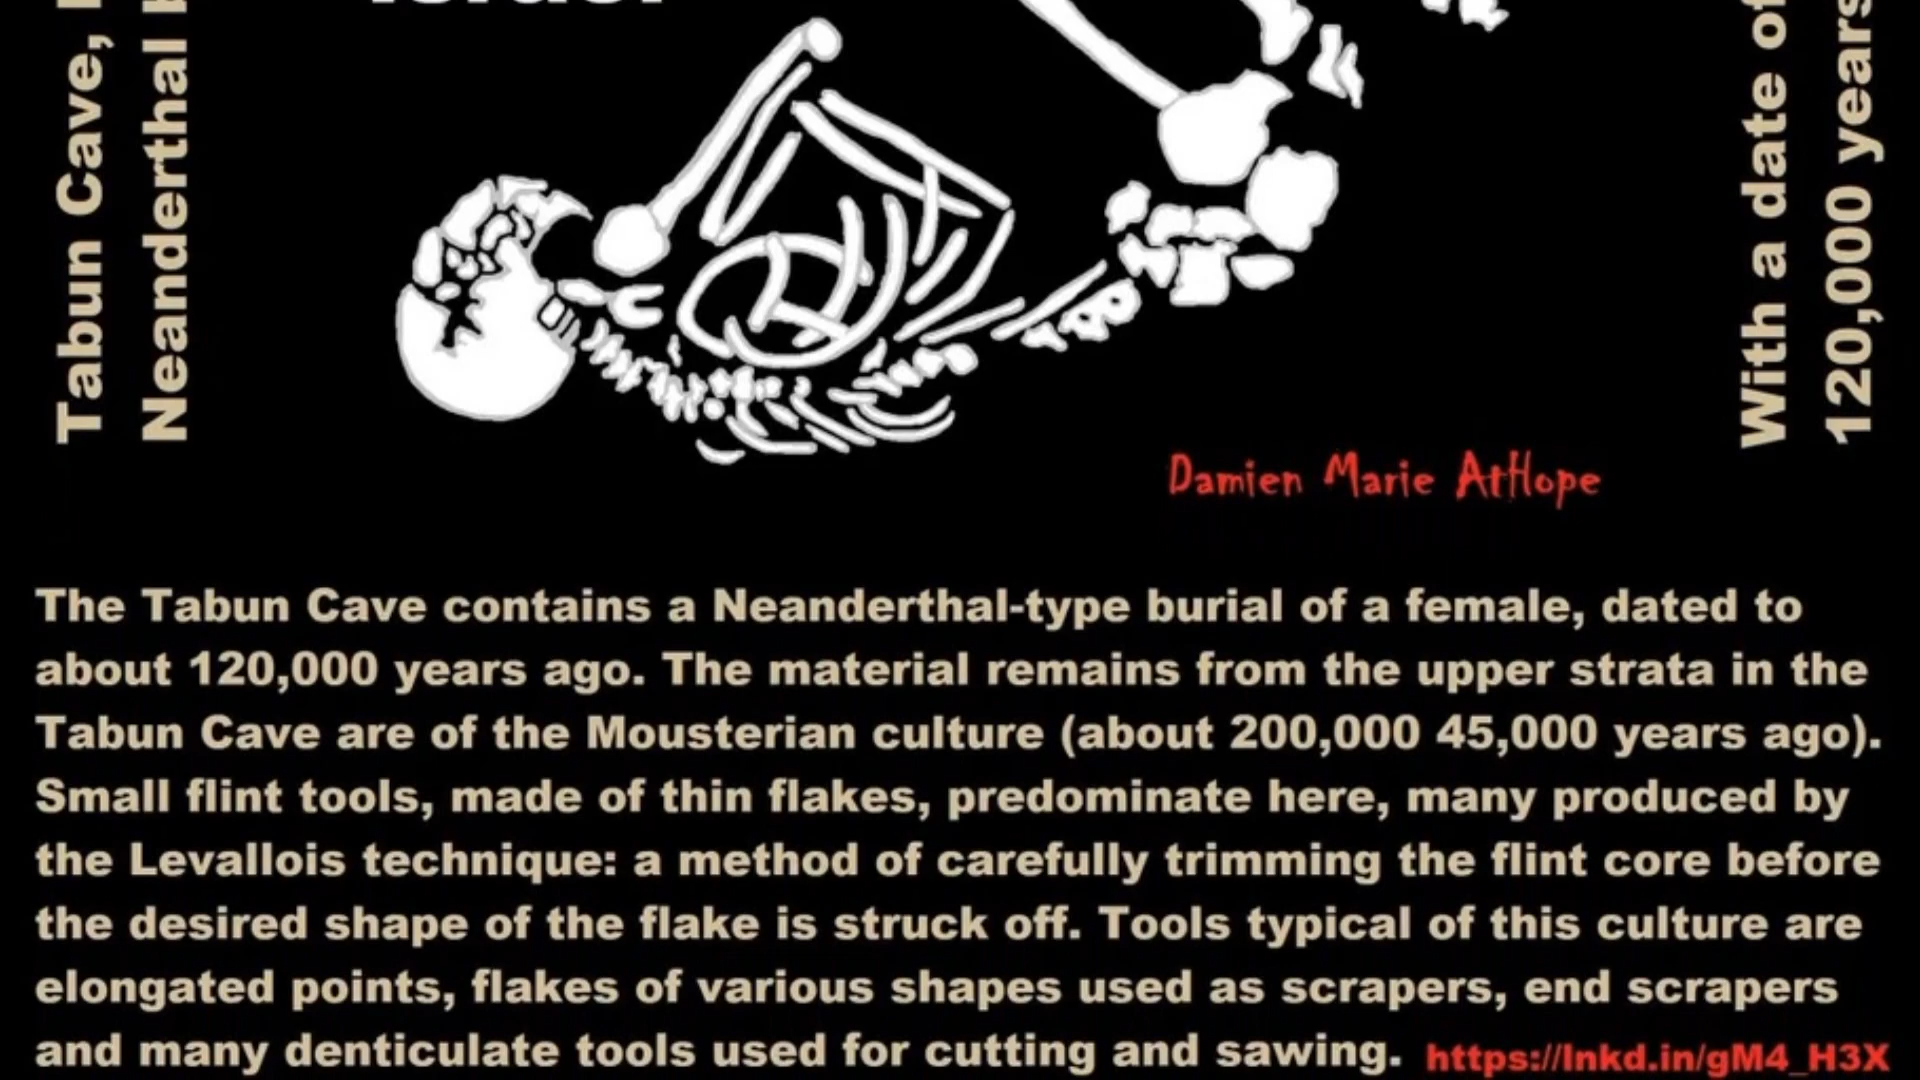 Israel
Tabun Cave,
Neanderthal
With a date of
120,000 years
Damien Marie AtHope
The Tabun Cave contains a Neanderthal-type burial of a female, dated to
about 120,000 years ago. The material remains from the upper strata in the
Tabun Cave are of the Mousterian culture (about 200,000 45,000 years ago).
Small flint tools, made of thin flakes, predominate here, many produced by
the Levallois technique: a method of carefully trimming the flint core before
the desired shape of the flake is struck off. Tools typical of this culture are
elongated points, flakes of various shapes used as scrapers, end scrapers
and many denticulate tools used for cutting and sawing. https://lnkd.in/gM4_H3X